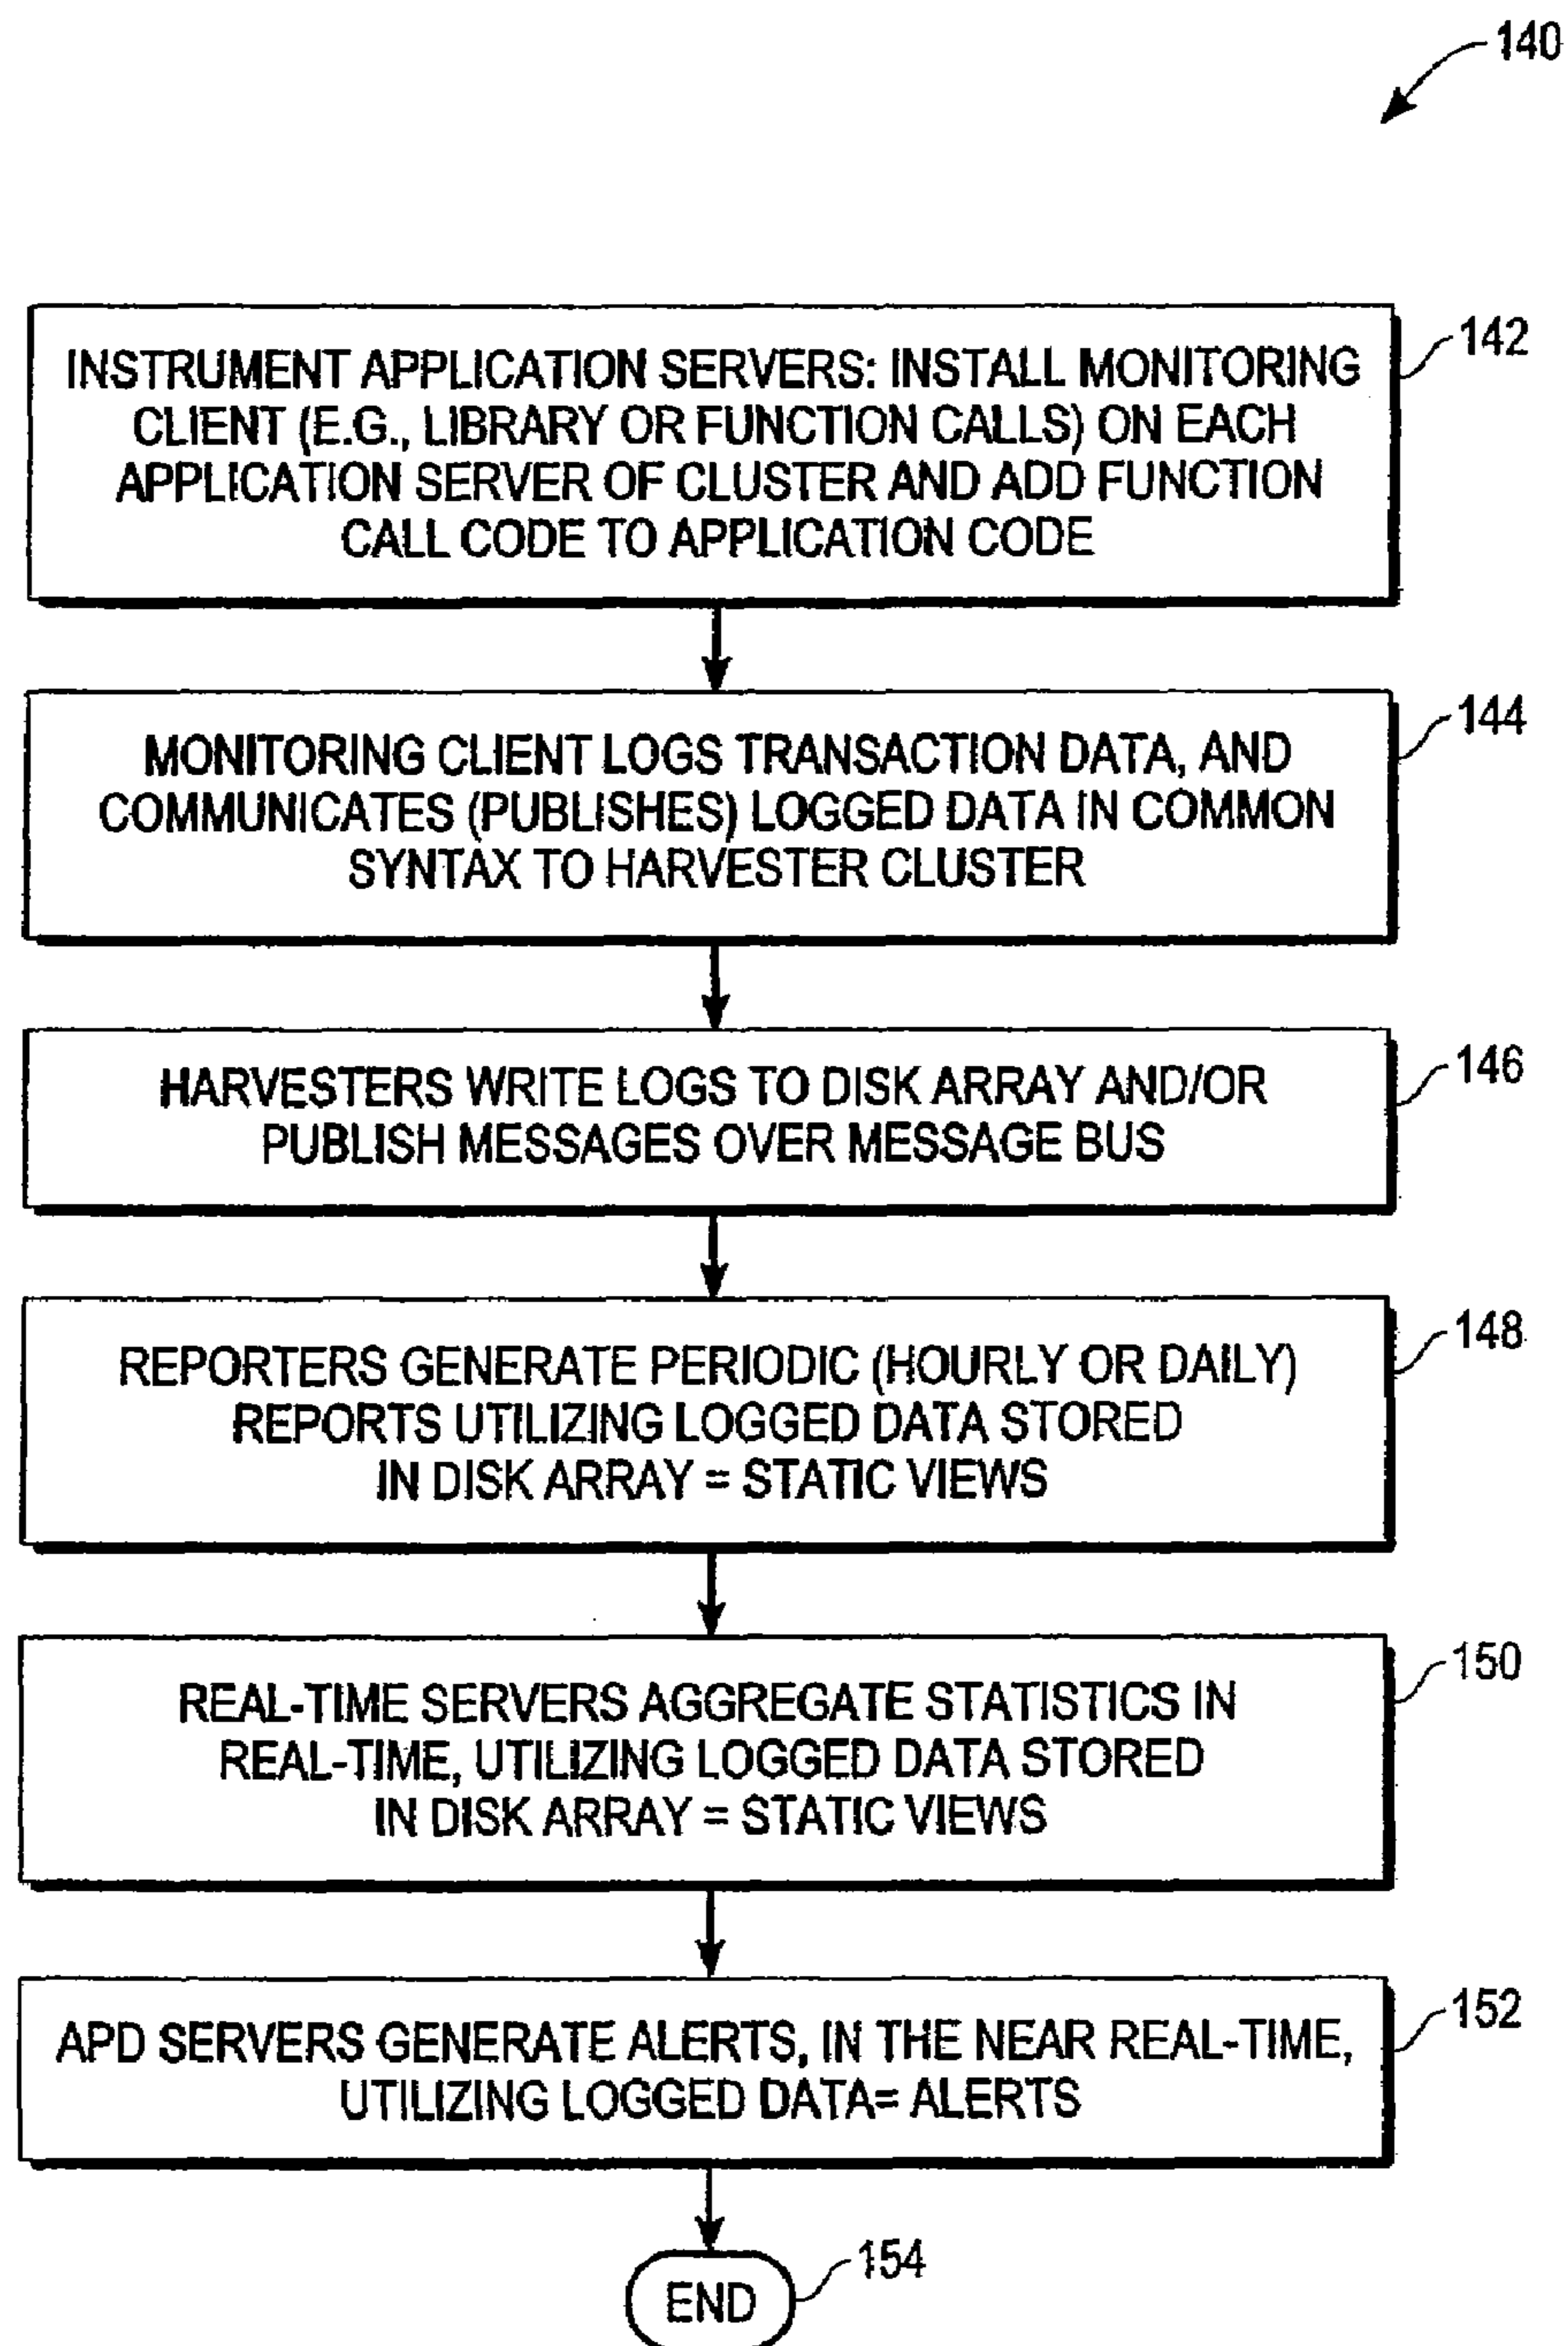 140
INSTRUMENT APPLICATION SERVERS: INSTALL MONITORING
CLIENT (E.G., LIBRARY OR FUNCTION CALLS) ON EACH
APPLICATION SERVER OF CLUSTER AND ADD FUNCTION
CALL CODE TO APPLICATION CODE
142
MONITORING CLIENT LOGS TRANSACTION DATA, AND
COMMUNICATES (PUBLISHES) LOGGED DATA IN COMMON
SYNTAX TO HARVESTER CLUSTER
144
HARVESTERS WRITE LOGS TO DISK ARRAY AND/OR
PUBLISH MESSAGES OVER MESSAGE BUS
146
REPORTERS GENERATE PERIODIC (HOURLY OR DAILY)
REPORTS UTILIZING LOGGED DATA STORED
IN DISK ARRAY = STATIC VIEWS
148
REAL-TIME SERVERS AGGREGATE STATISTICS IN
REAL-TIME, UTILIZING LOGGED DATA STORED
IN DISK ARRAY = STATIC VIEWS
150
APD SERVERS GENERATE ALERTS, IN THE NEAR REAL-TIME,
UTILIZING LOGGED DATA= ALERTS
152
END
154